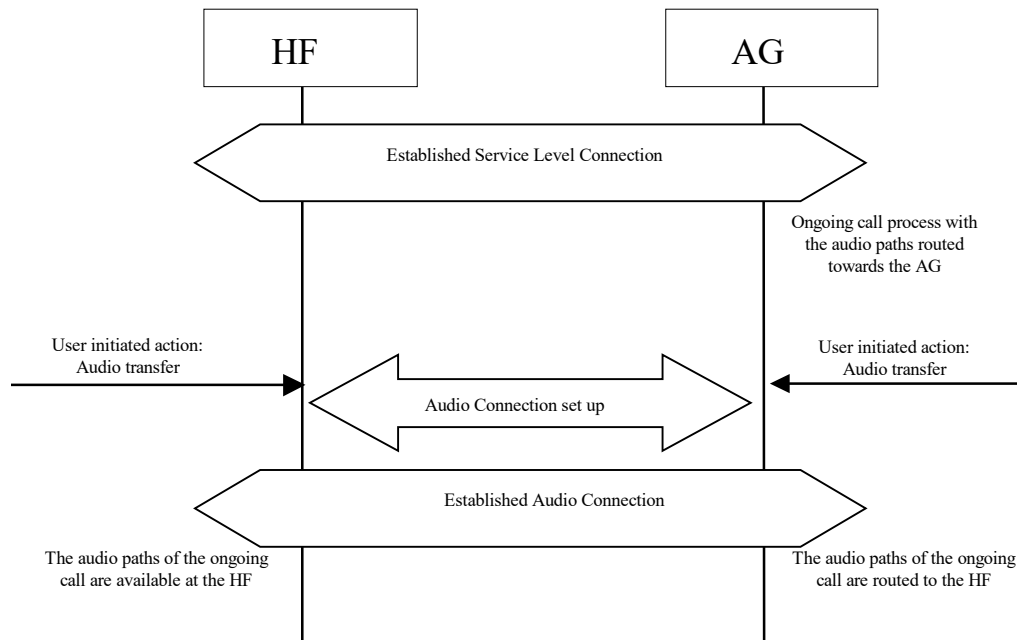 HF
AG
Established Service Level Connection
Ongoing call process with
the audio paths routed
towards the AG
User initiated action:
Audio transfer
User initiated action:
Audio transfer
Audio Connection set up
Established Audio Connection
The audio paths of the ongoing
call are available at the HF
The audio paths of the ongoing
call are routed to the HF